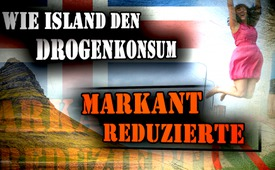 WIE ISLAND DEN
DROGENKONSUM
MARKANT
REDUZIERTE